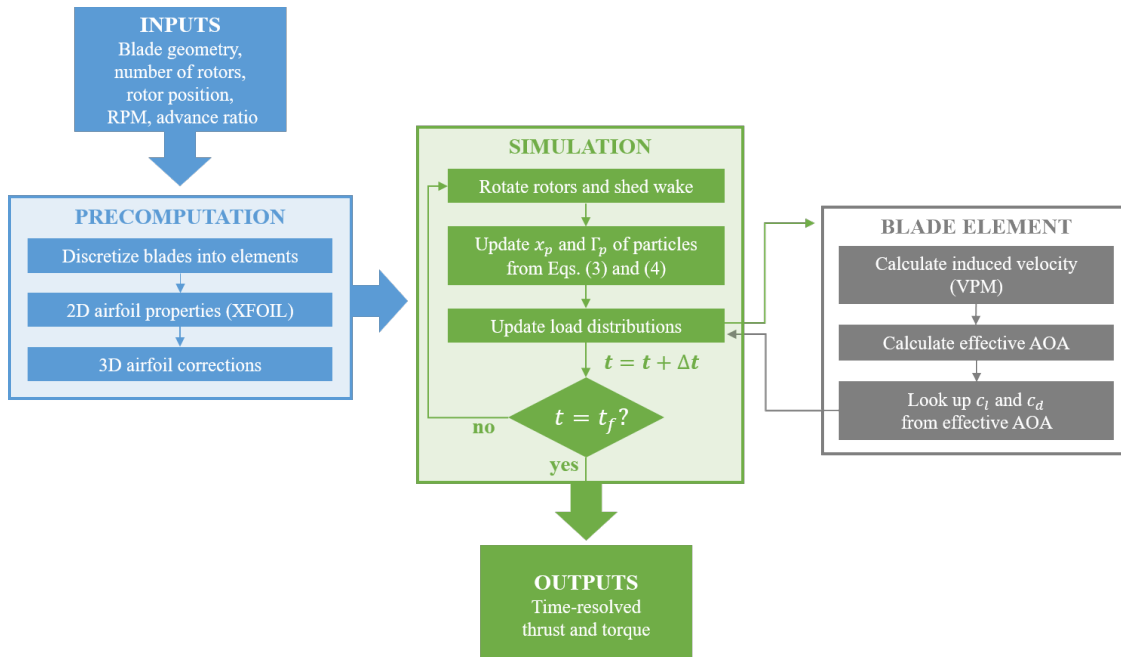 INPUTS
Blade geometry,
number of rotors,
rotor position,
RPM, advance ratio
PRECOMPUTATION
Discretize blades into elements
2D airfoil properties (XFOIL)
3D airfoil corrections
SIMULATION
Rotate rotors and shed wake
Update xₚ and Γₚ of particles
from Eqs. (3) and (4)
Update load distributions
t = t + Δt
t = t_f?
no
yes
BLADE ELEMENT
Calculate induced velocity
(VPM)
Calculate effective AOA
Look up c_l and c_d
from effective AOA
OUTPUTS
Time-resolved
thrust and torque